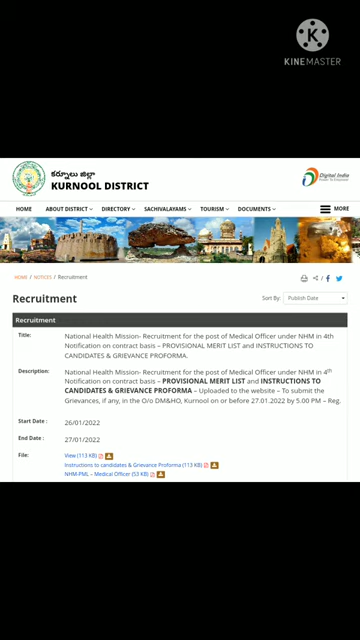 K
KINEMASTER
కర్నూలు జిల్లా
KURNOOL DISTRICT
Digital India
Power To Empower
HOME ABOUT DISTRICT DIRECTORY SACHIVALAYAMS TOURISM DOCUMENTS MORE
HOME / NOTICES / Recruitment
Recruitment
Sort By: Publish Date
Recruitment
Title: National Health Mission- Recruitment for the post of Medical Officer under NHM in 4th
Notification on contract basis – PROVISIONAL MERIT LIST and INSTRUCTIONS TO
CANDIDATES & GRIEVANCE PROFORMA.
Description: National Health Mission- Recruitment for the post of Medical Officer under NHM in 4th
Notification on contract basis – PROVISIONAL MERIT LIST and INSTRUCTIONS TO
CANDIDATES & GRIEVANCE PROFORMA – Uploaded to the website – To submit the
Grievances, if any, in the O/o DM&HO, Kurnool on or before 27.01.2022 by 5.00 PM – Reg.
Start Date : 26/01/2022
End Date : 27/01/2022
File: View (113 KB)
Instructions to candidates & Grievance Proforma (113 KB)
NHM-PML – Medical Officer (53 KB)